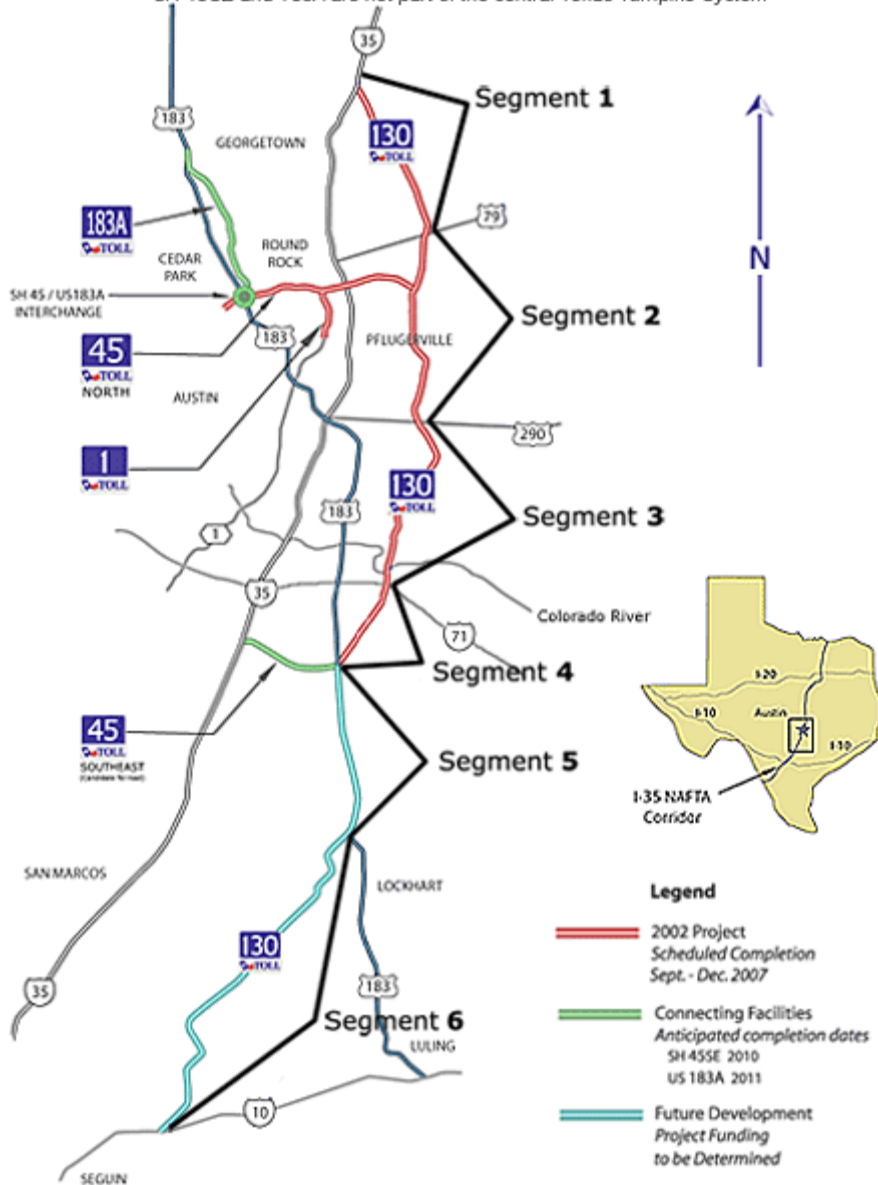 35
Segment 1
183
130
TOLL
GEORGETOWN
N
183A
TOLL
79
ROUND
ROCK
CEDAR
PARK
SH 45 / US183A
INTERCHANGE
Segment 2
183
PFLUGERVILLE
45
TOLL
NORTH
AUSTIN
290
1
TOLL
130
TOLL
183
Segment 3
1
35
Colorado River
71
Segment 4
I-20
I-10
Austin
I-10
45
TOLL
SOUTHEAST
Segment 5
I-35 NAFTA
Corridor
SAN MARCOS
LOCKHART
Legend
130
TOLL
2002 Project
Scheduled Completion
Sept. - Dec. 2007
35
183
Segment 6
LULING
Connecting Facilities
Anticipated completion dates
SH 45SE 2010
US 183A 2011
10
Future Development
Project Funding
to be Determined
SEGUIN